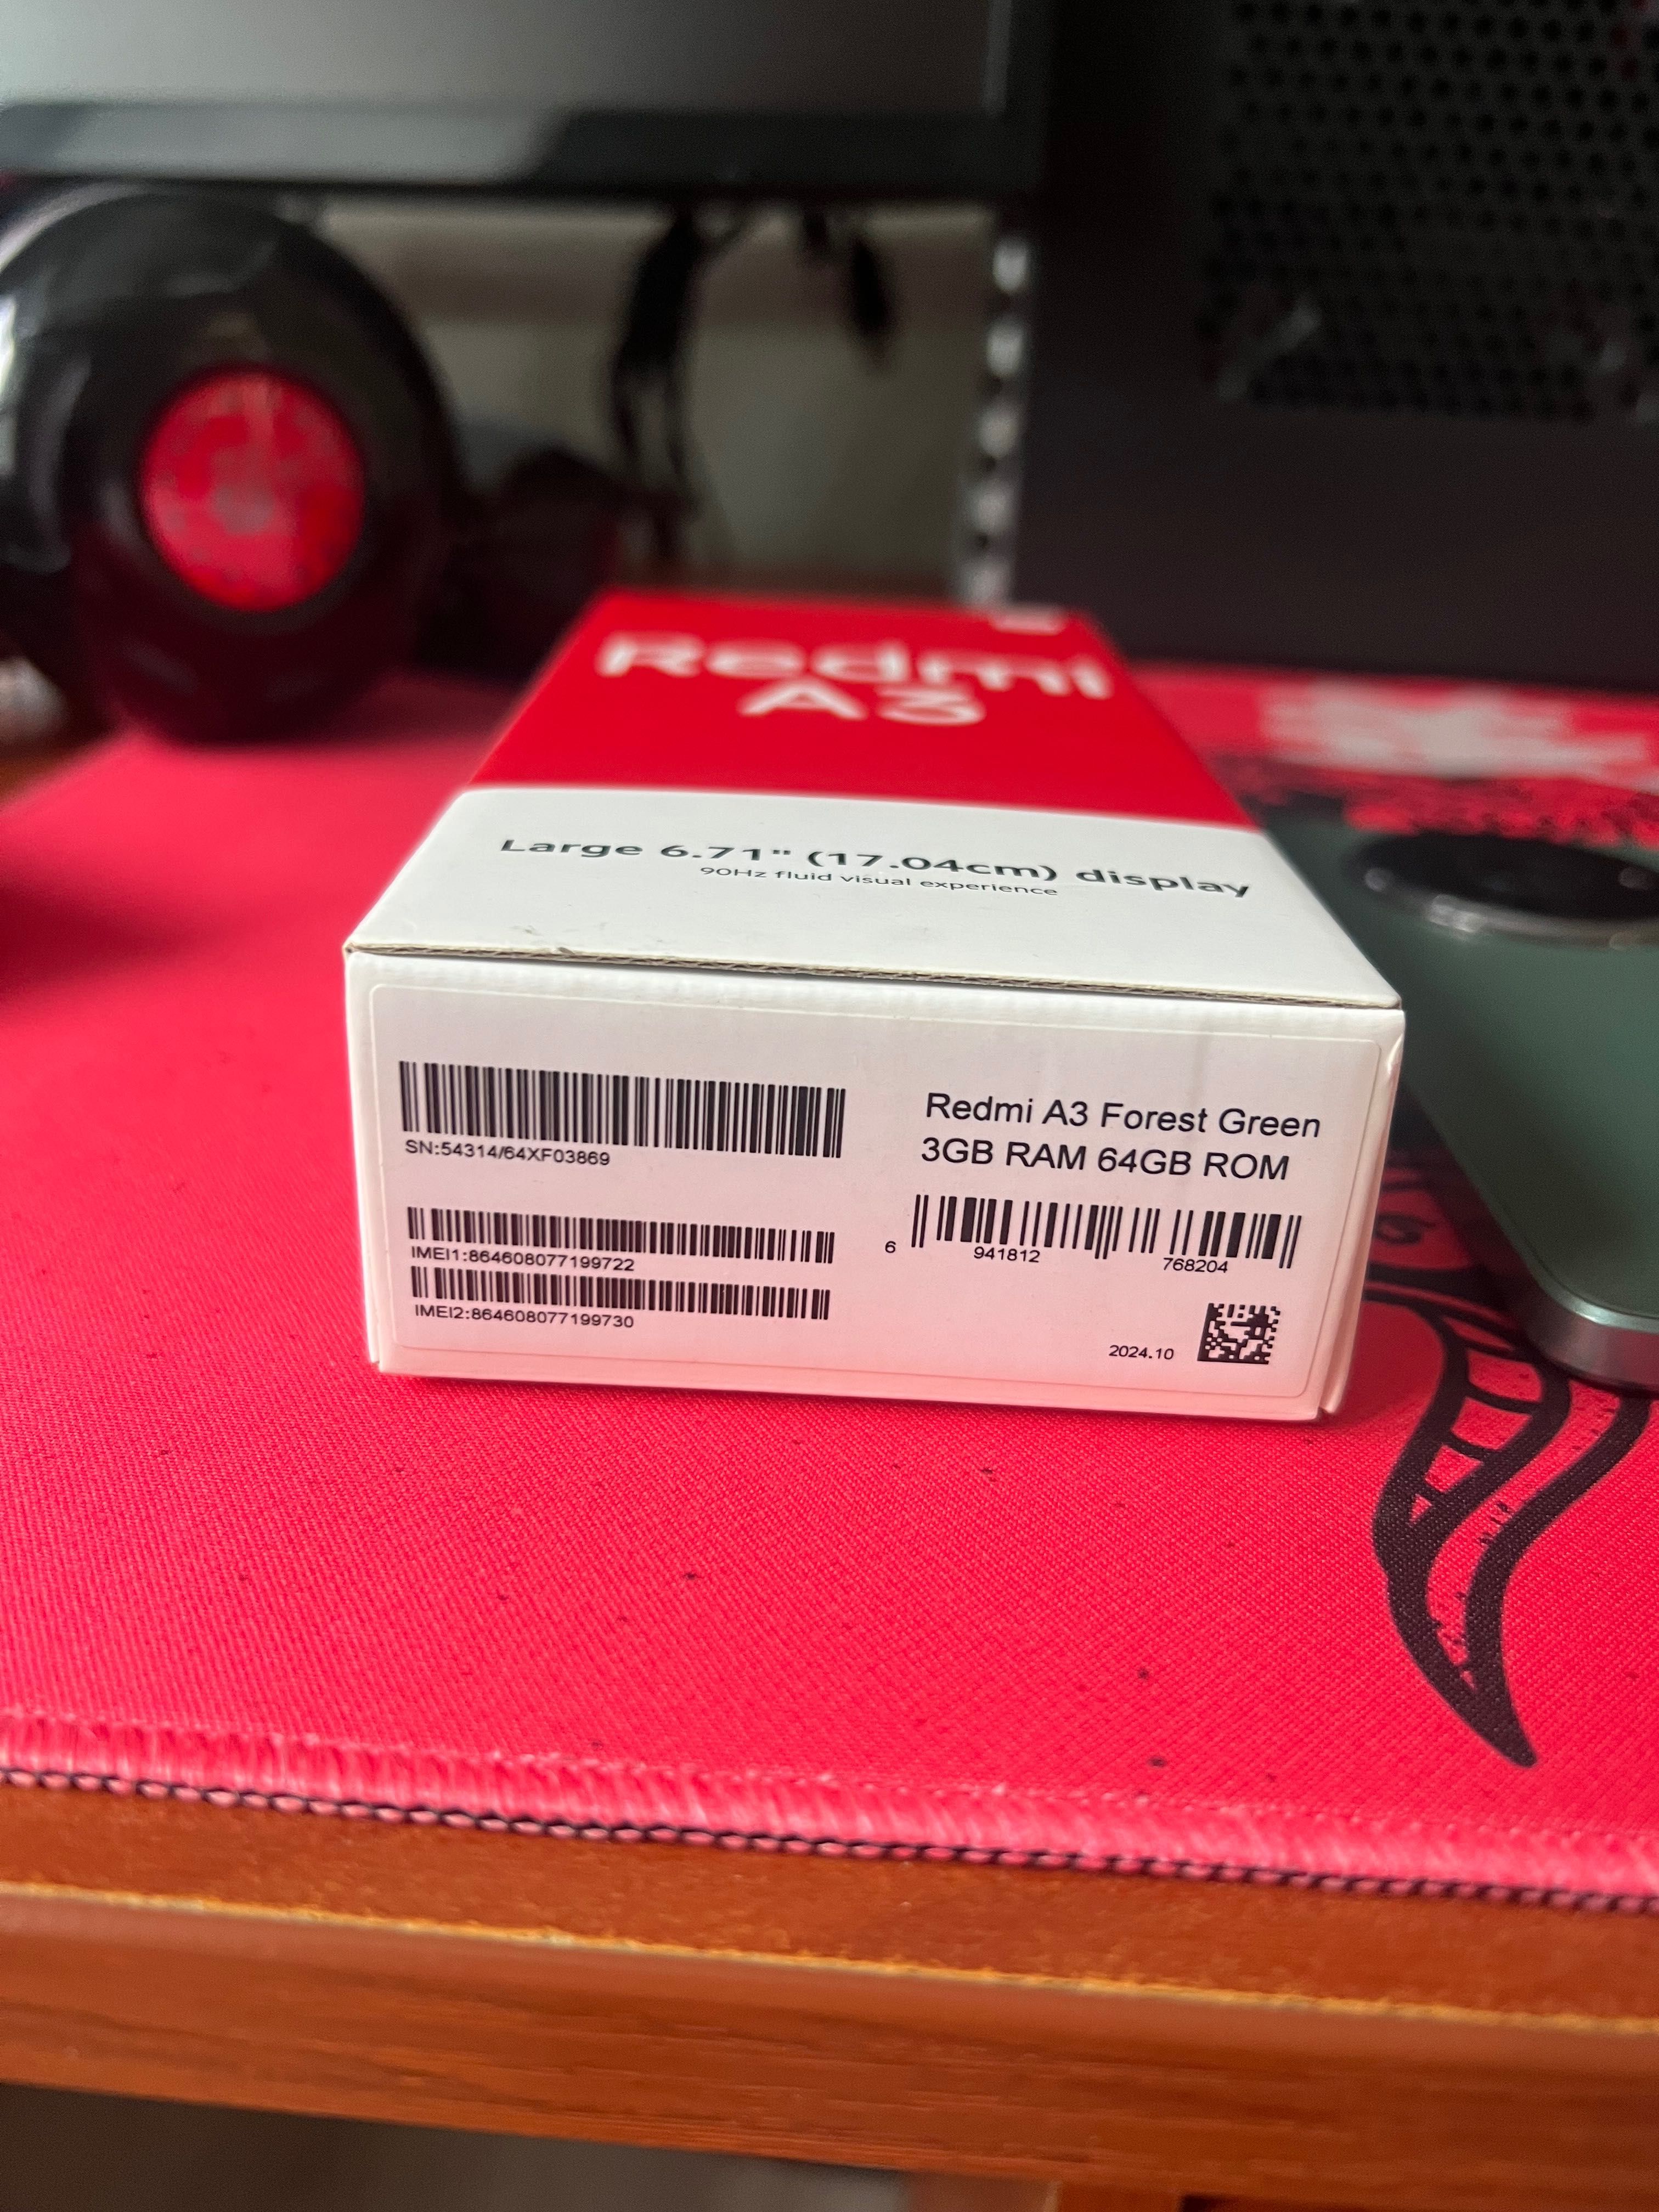 Redmi
A3
Large 6.71" (17.04cm) display
90Hz fluid visual experience
SN:54314/64XF03869
Redmi A3 Forest Green
3GB RAM 64GB ROM
IMEI1:864608077199722
IMEI2:864608077199730
6 941812 768204
2024.10